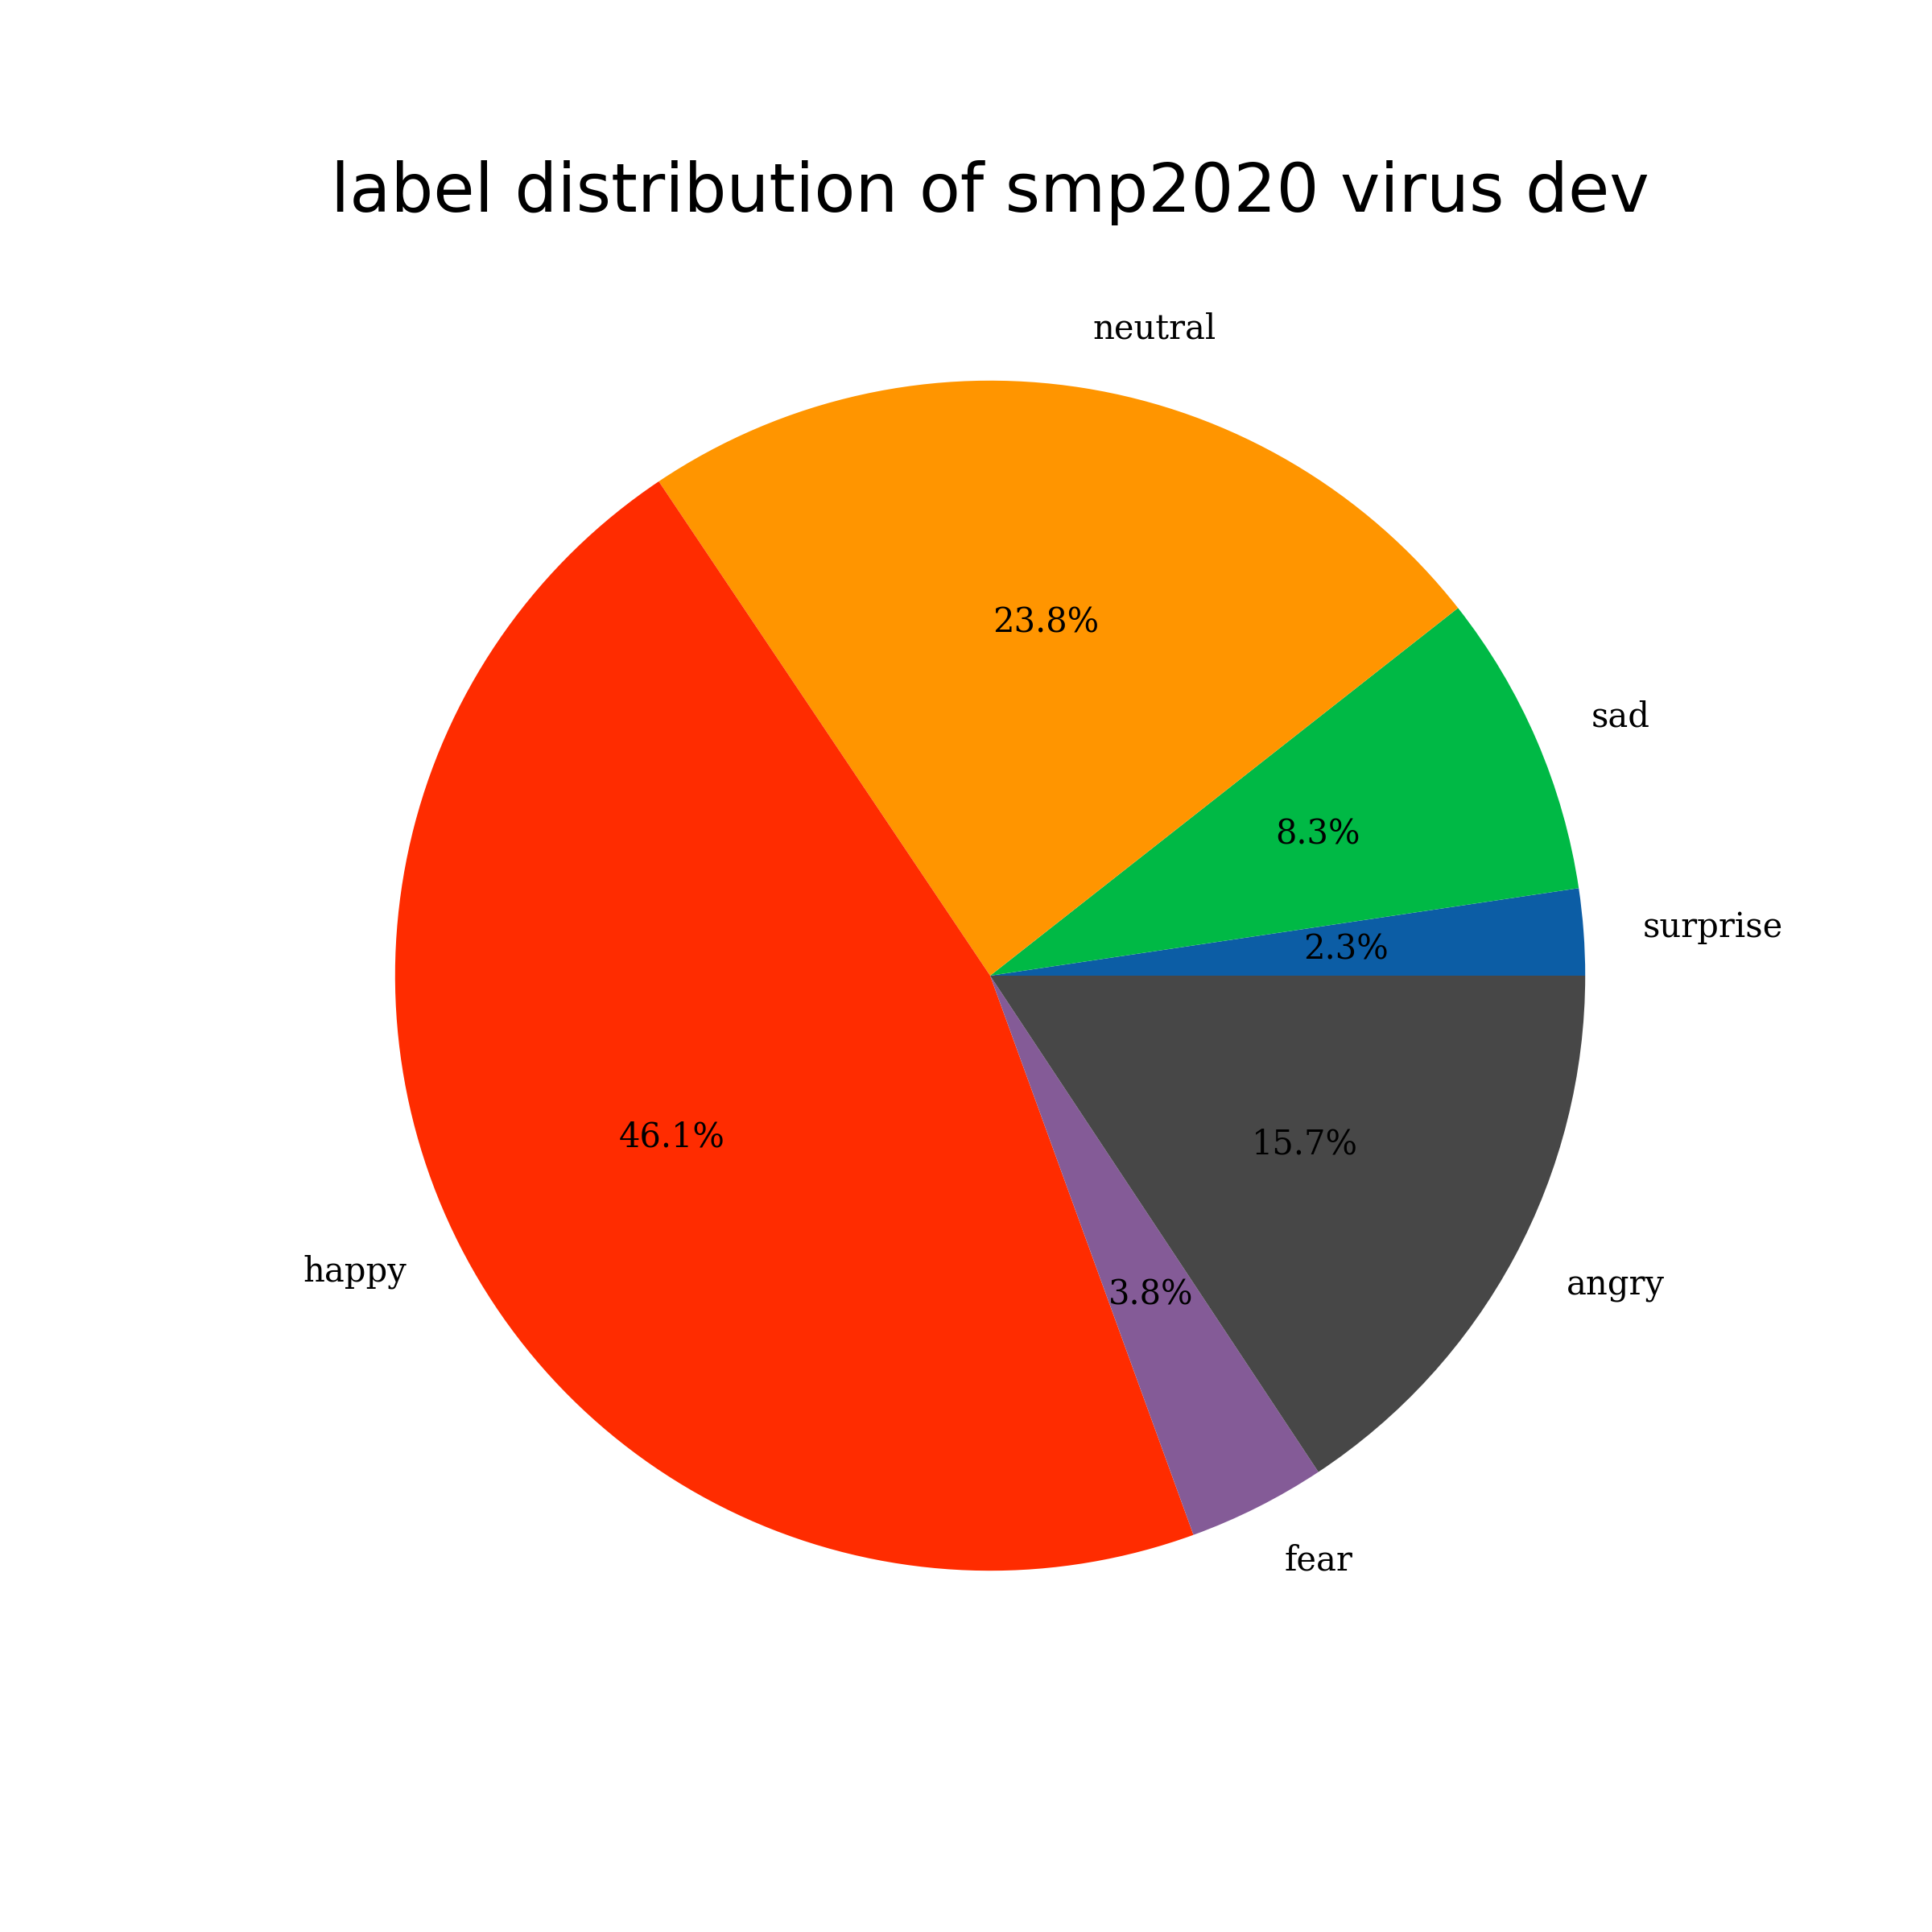 label distribution of smp2020 virus dev
neutral
23.8%
sad
8.3%
surprise
2.3%
46.1%
15.7%
happy
angry
3.8%
fear